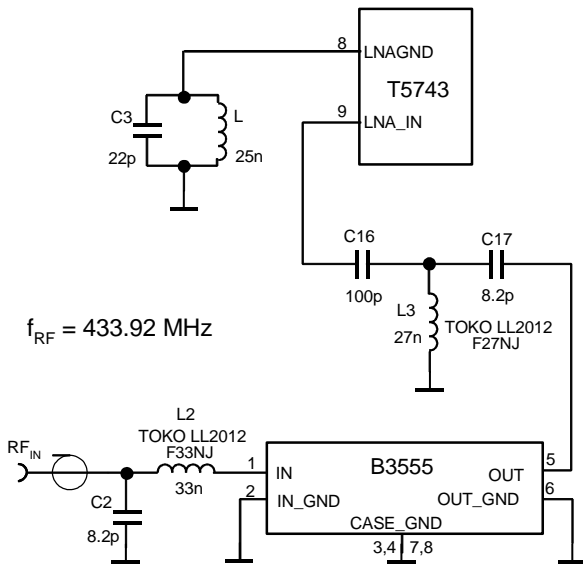 8
LNAGND
T5743
C3
L
9
LNA_IN
22p
25n
C16
C17
100p
8.2p
L3
27n
TOKO LL2012
F27NJ
f_RF = 433.92 MHz
L2
TOKO LL2012
F33NJ
RF_IN
33n
1
IN
B3555
OUT
5
C2
2
IN_GND
OUT_GND
6
8.2p
CASE_GND
3,4
7,8